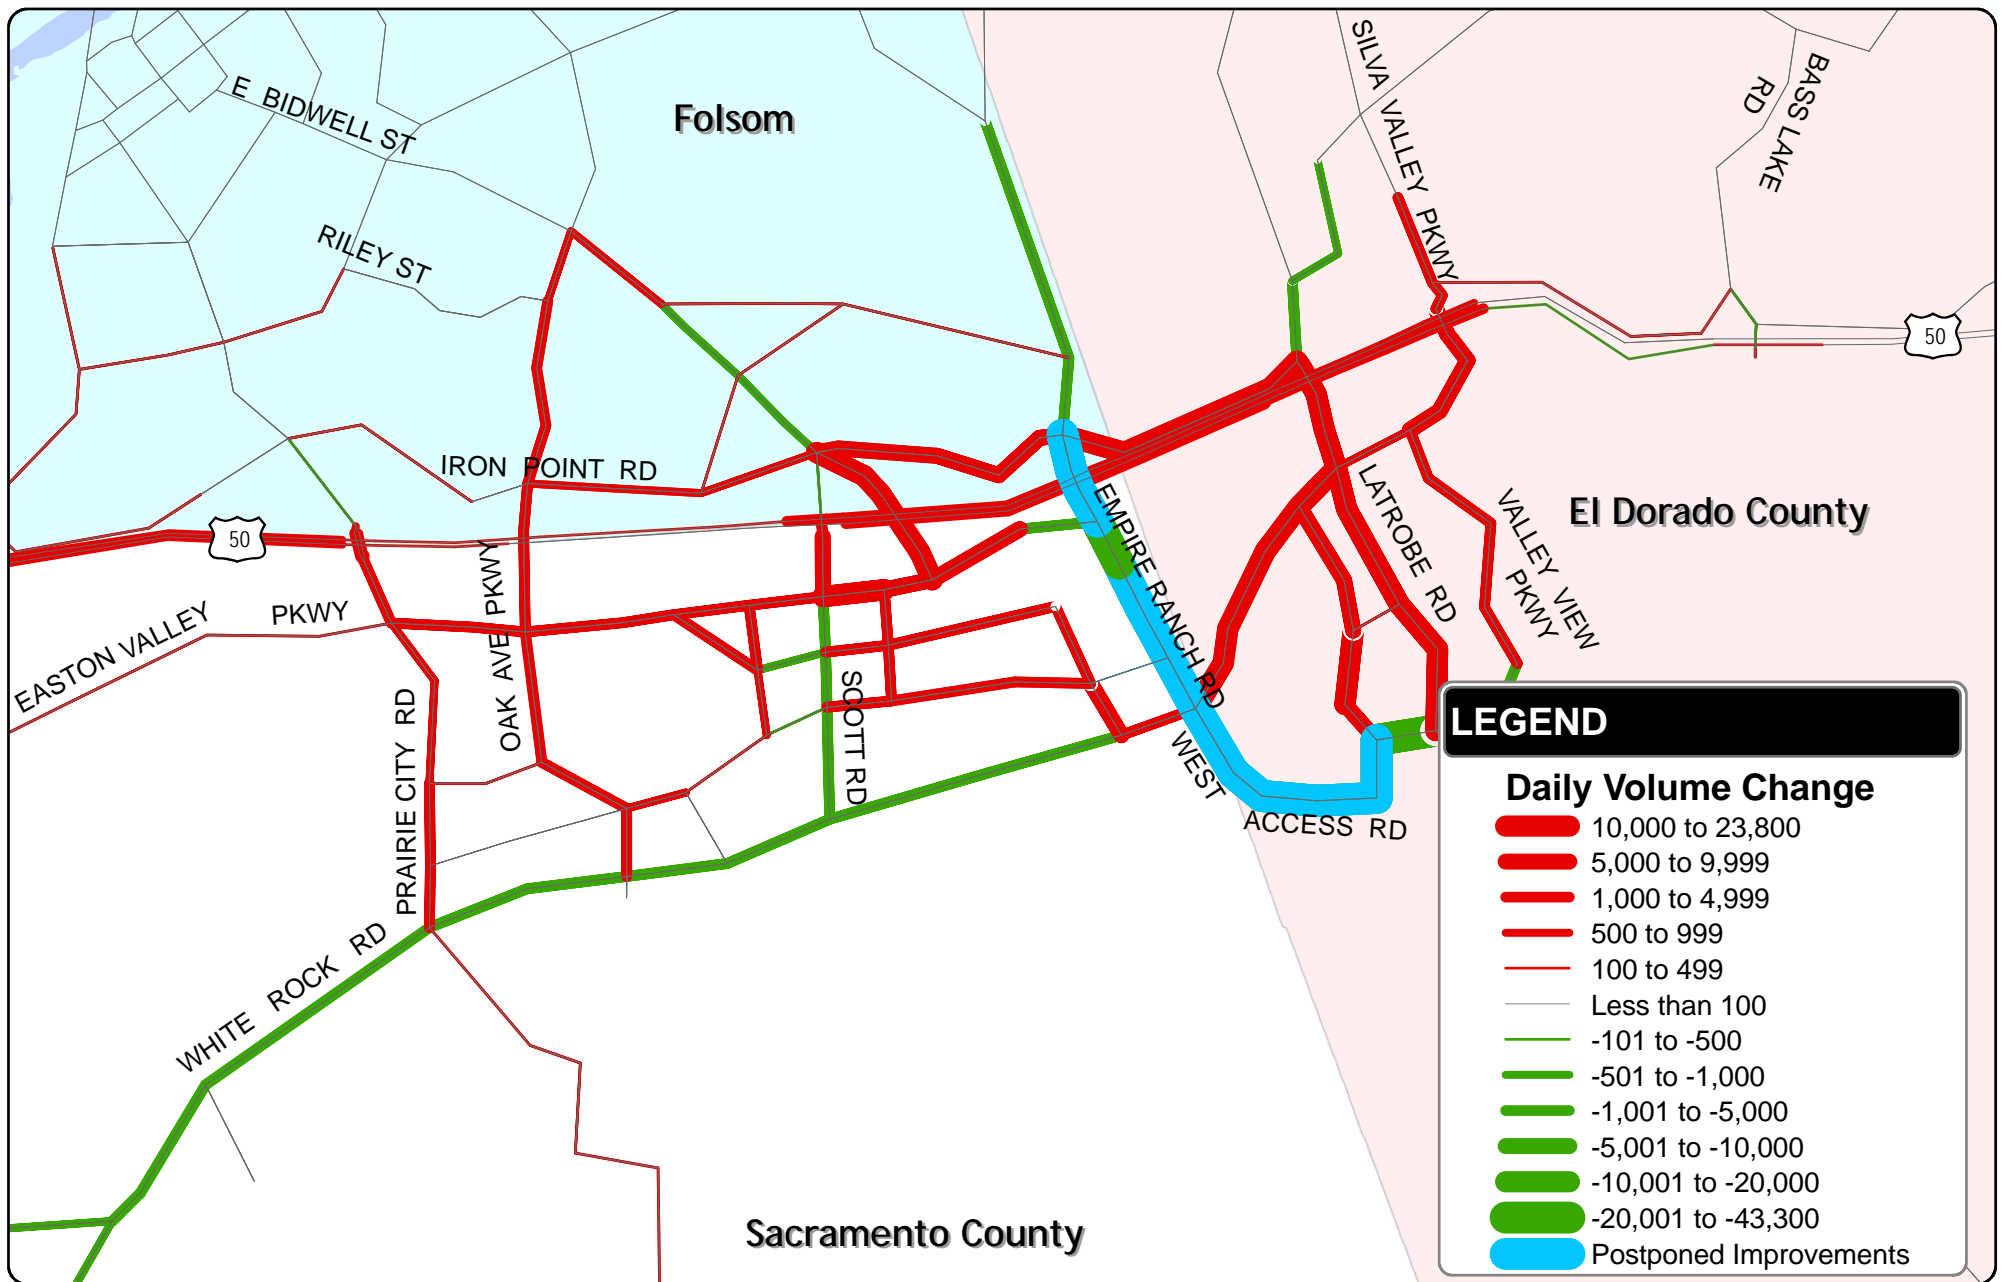 SILVA VALLEY PKWY
BASS LAKE
RD
E BIDWELL ST
Folsom
RILEY ST
50
IRON POINT RD
50
EMPIRE RANCH RD
LATROBE RD
VALLEY VIEW
PKWY
El Dorado County
EASTON VALLEY PKWY
OAK AVE PKWY
PRAIRIE CITY RD
SCOTT RD
WEST
ACCESS RD
WHITE ROCK RD
Sacramento County
LEGEND
Daily Volume Change
10,000 to 23,800
5,000 to 9,999
1,000 to 4,999
500 to 999
100 to 499
Less than 100
-101 to -500
-501 to -1,000
-1,001 to -5,000
-5,001 to -10,000
-10,001 to -20,000
-20,001 to -43,300
Postponed Improvements